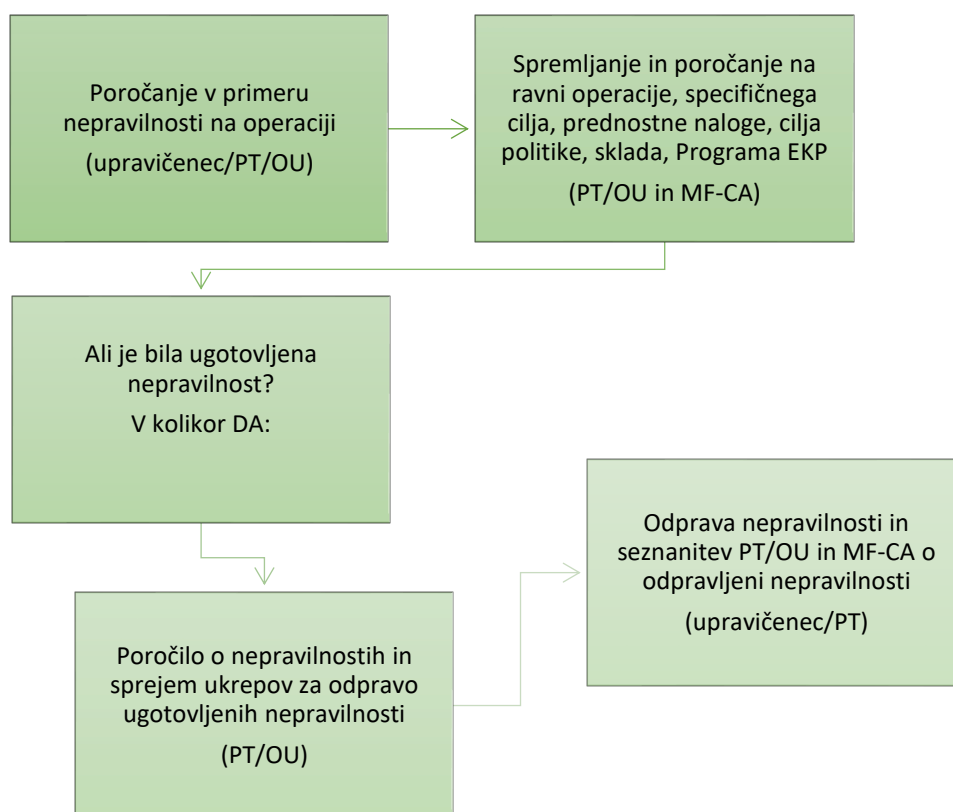 Poročanje v primeru
nepravilnosti na operaciji
(upravičenec/PT/OU)
Spremljanje in poročanje na
ravni operacije, specifičnega
cilja, prednostne naloge, cilja
politike, sklada, Programa EKP
(PT/OU in MF-CA)
Ali je bila ugotovljena
nepravilnost?
V kolikor DA:
Poročilo o nepravilnostih in
sprejem ukrepov za odpravo
ugotovljenih nepravilnosti
(PT/OU)
Odprava nepravilnosti in
seznanitev PT/OU in MF-CA o
odpravljeni nepravilnosti
(upravičenec/PT)